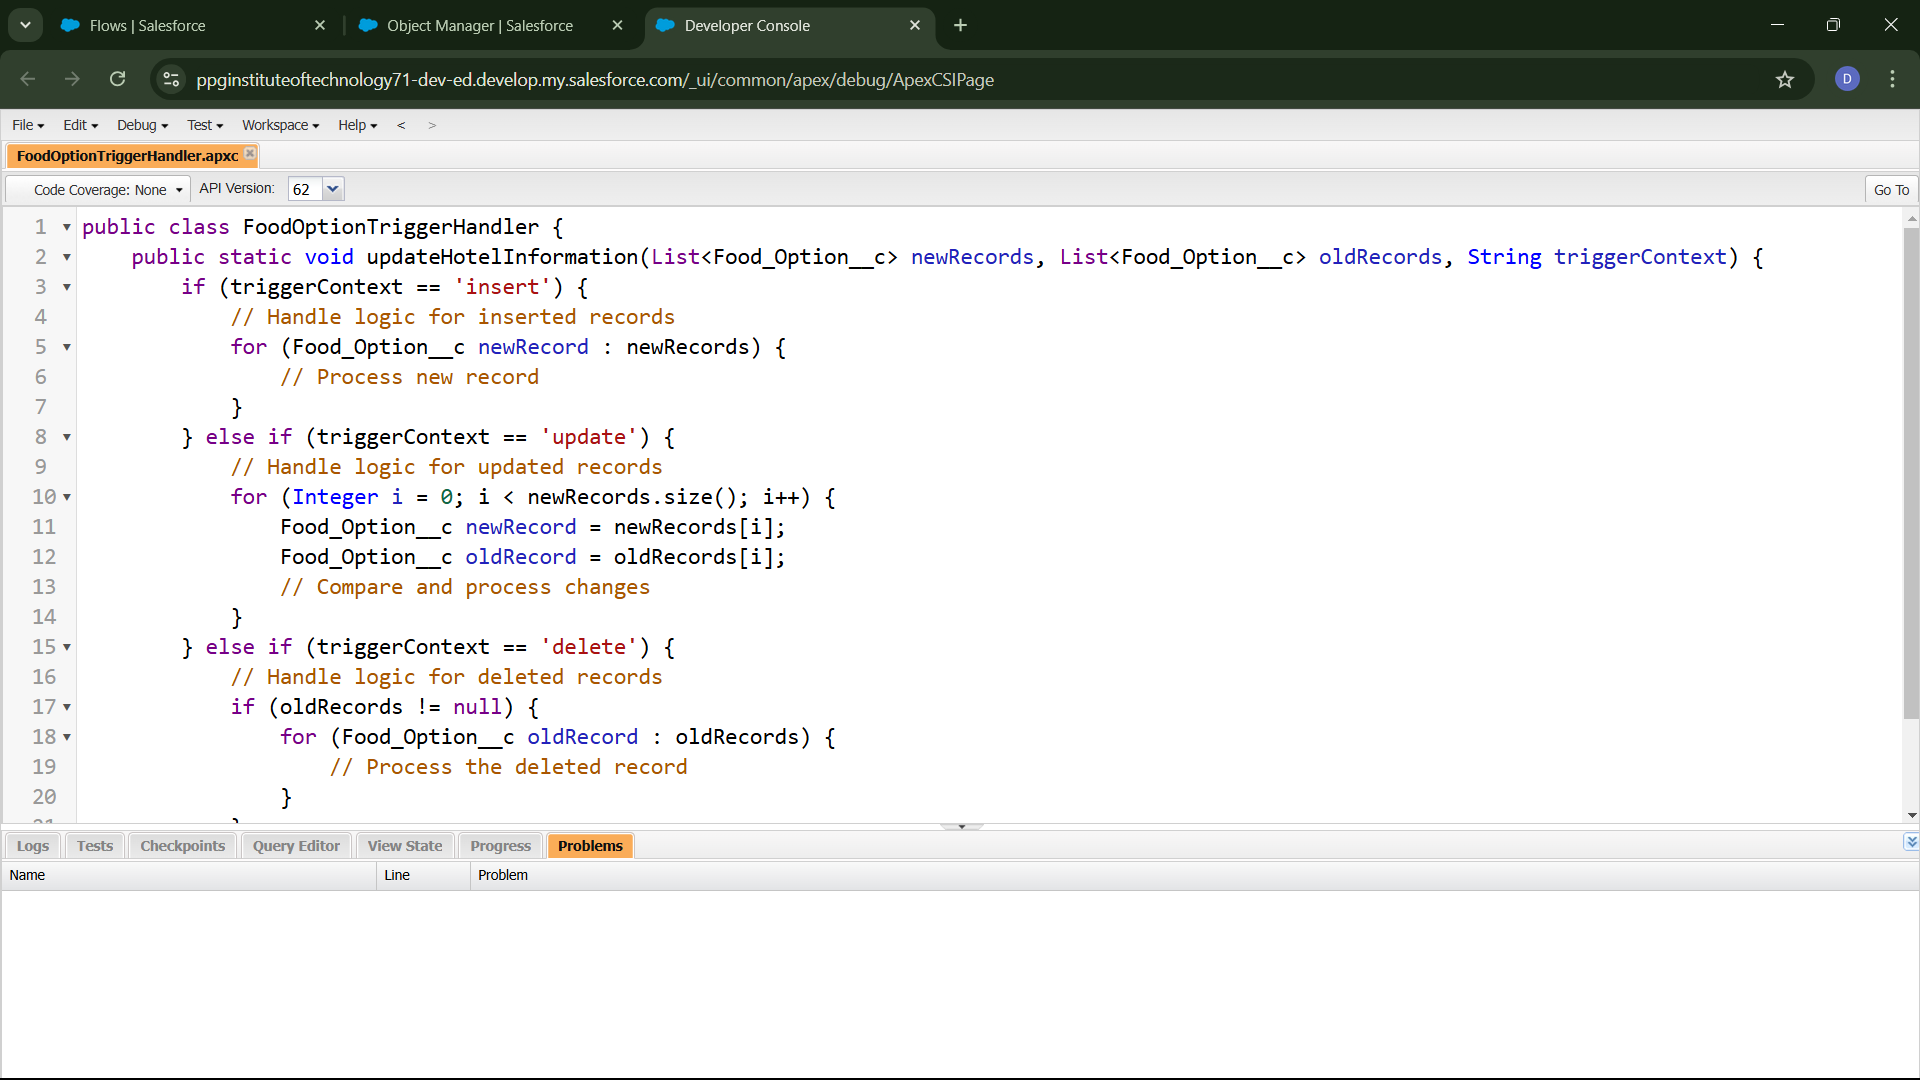 Flows | Salesforce
Object Manager | Salesforce
Developer Console
ppginstituteoftechnology71-dev-ed.develop.my.salesforce.com/_ui/common/apex/debug/ApexCSIPage
D
File Edit Debug Test Workspace Help < >
FoodOptionTriggerHandler.apxc
Code Coverage: None API Version: 62 Go To
1 public class FoodOptionTriggerHandler {
2 public static void updateHotelInformation(List<Food_Option__c> newRecords, List<Food_Option__c> oldRecords, String triggerContext) {
3 if (triggerContext == 'insert') {
4 // Handle logic for inserted records
5 for (Food_Option__c newRecord : newRecords) {
6 // Process new record
7 }
8 } else if (triggerContext == 'update') {
9 // Handle logic for updated records
10 for (Integer i = 0; i < newRecords.size(); i++) {
11 Food_Option__c newRecord = newRecords[i];
12 Food_Option__c oldRecord = oldRecords[i];
13 // Compare and process changes
14 }
15 } else if (triggerContext == 'delete') {
16 // Handle logic for deleted records
17 if (oldRecords != null) {
18 for (Food_Option__c oldRecord : oldRecords) {
19 // Process the deleted record
20 }
Logs Tests Checkpoints Query Editor View State Progress Problems
Name Line Problem